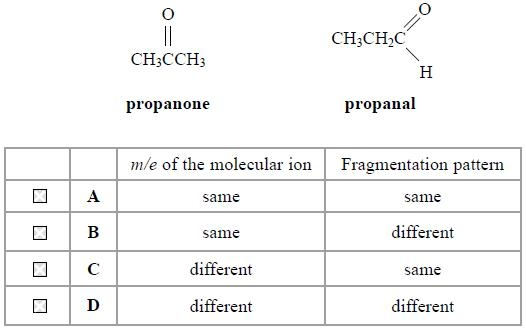 O
CH₃CCH₃
propanone
O
CH₃CH₂C
H
propanal
m/e of the molecular ion Fragmentation pattern
A same same
B same different
C different same
D different different